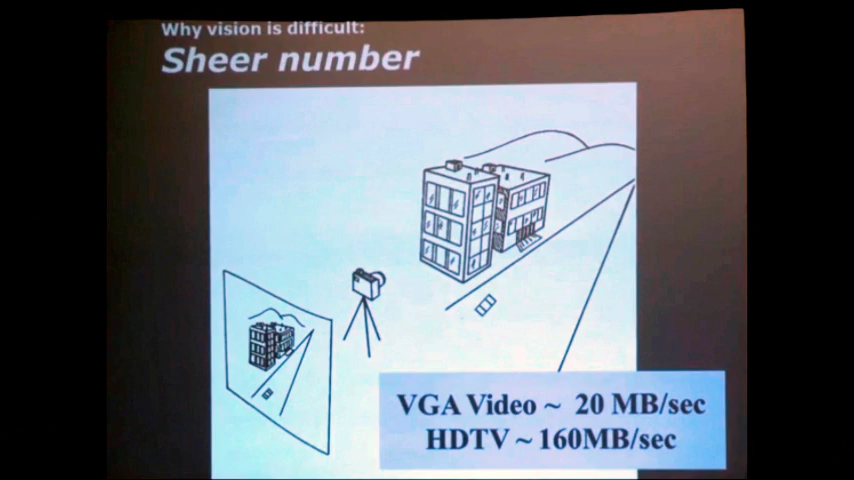 Why vision is difficult:
Sheer number
VGA Video ~ 20 MB/sec
HDTV ~ 160MB/sec